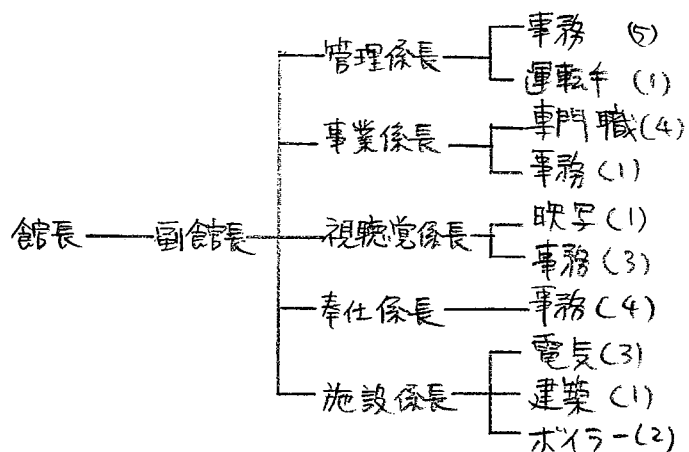 館長
副館長
管理係長
事務 (5)
運転手 (1)
事業係長
専門職 (4)
事務 (1)
視聴覚係長
映写 (1)
事務 (3)
奉仕係長
事務 (4)
施設係長
電気 (3)
建築 (1)
ボイラー (2)